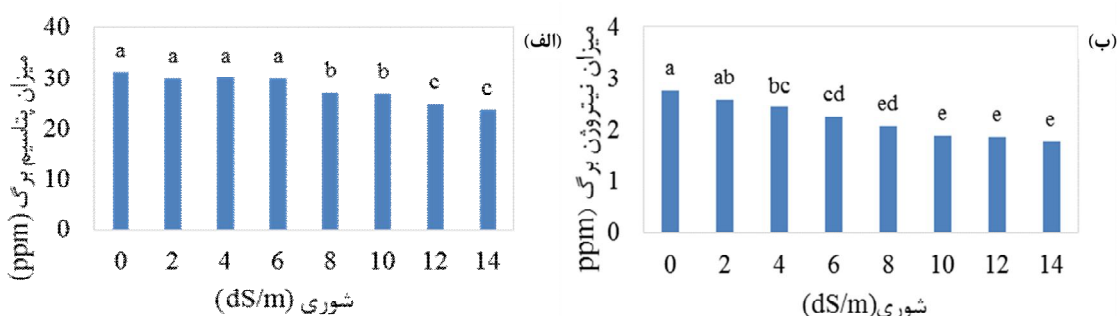 (الف)
میزان پتاسیم برگ (ppm)
40
30
20
10
0
a a a a b b c c
0 2 4 6 8 10 12 14
شوری (dS/m)
(ب)
میزان نیتروژن برگ (ppm
4
3
2
1
0
a ab bc cd ed e e e
0 2 4 6 8 10 12 14
شوری(dS/m)